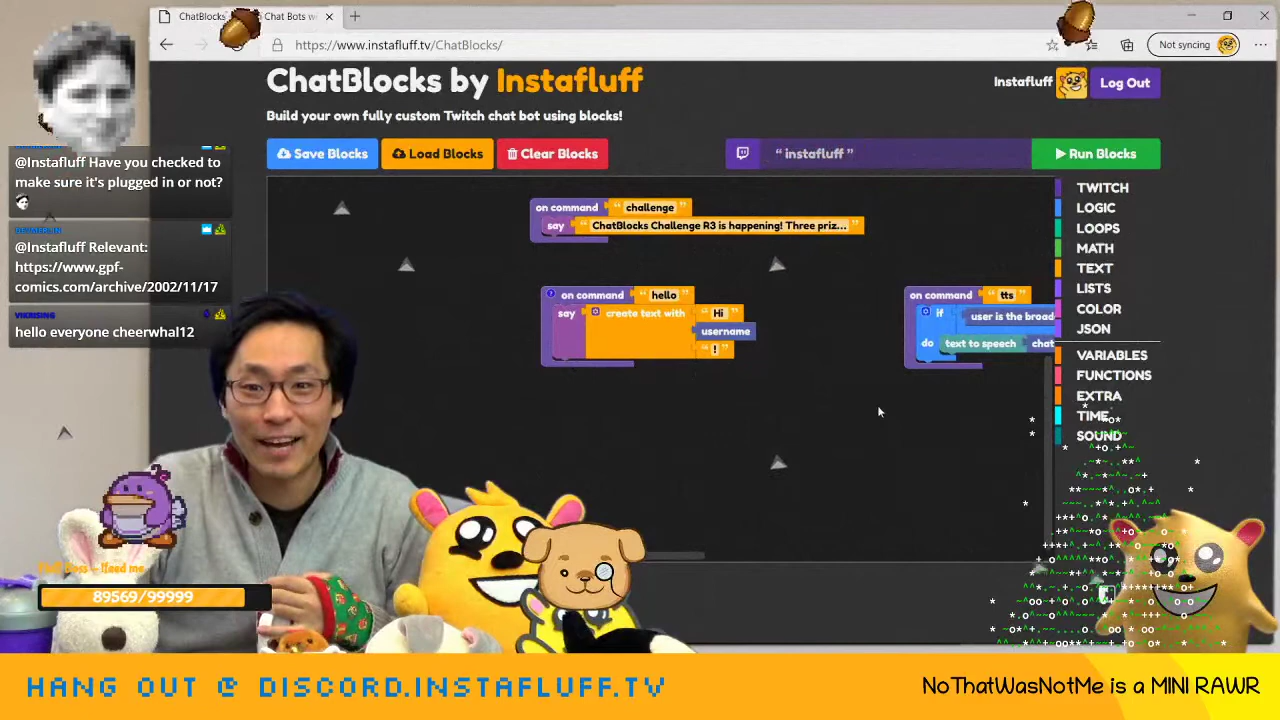 ChatBlocks
Chat Bots w
https://www.instafluff.tv/ChatBlocks/
Not syncing
ChatBlocks by Instafluff
Build your own fully custom Twitch chat bot using blocks!
Instafluff
Log Out
Save Blocks
Load Blocks
Clear Blocks
“ instafluff ”
Run Blocks
@Instafluff Have you checked to
make sure it's plugged in or not?
@Instafluff Relevant:
https://www.gpf-
comics.com/archive/2002/11/17
VIKRISING
hello everyone cheerwhal12
on command “ challenge ”
say “ ChatBlocks Challenge R3 is happening! Three priz... ”
on command “ hello ”
say create text with “ Hi ”
username
“ ! ”
on command “ tts ”
if user is the broad
do text to speech chat
TWITCH
LOGIC
LOOPS
MATH
TEXT
LISTS
COLOR
JSON
VARIABLES
FUNCTIONS
EXTRA
TIME
SOUND
89569/99999
HANG OUT @ DISCORD.INSTAFLUFF.TV
NoThatWasNotMe is a MINI RAWR